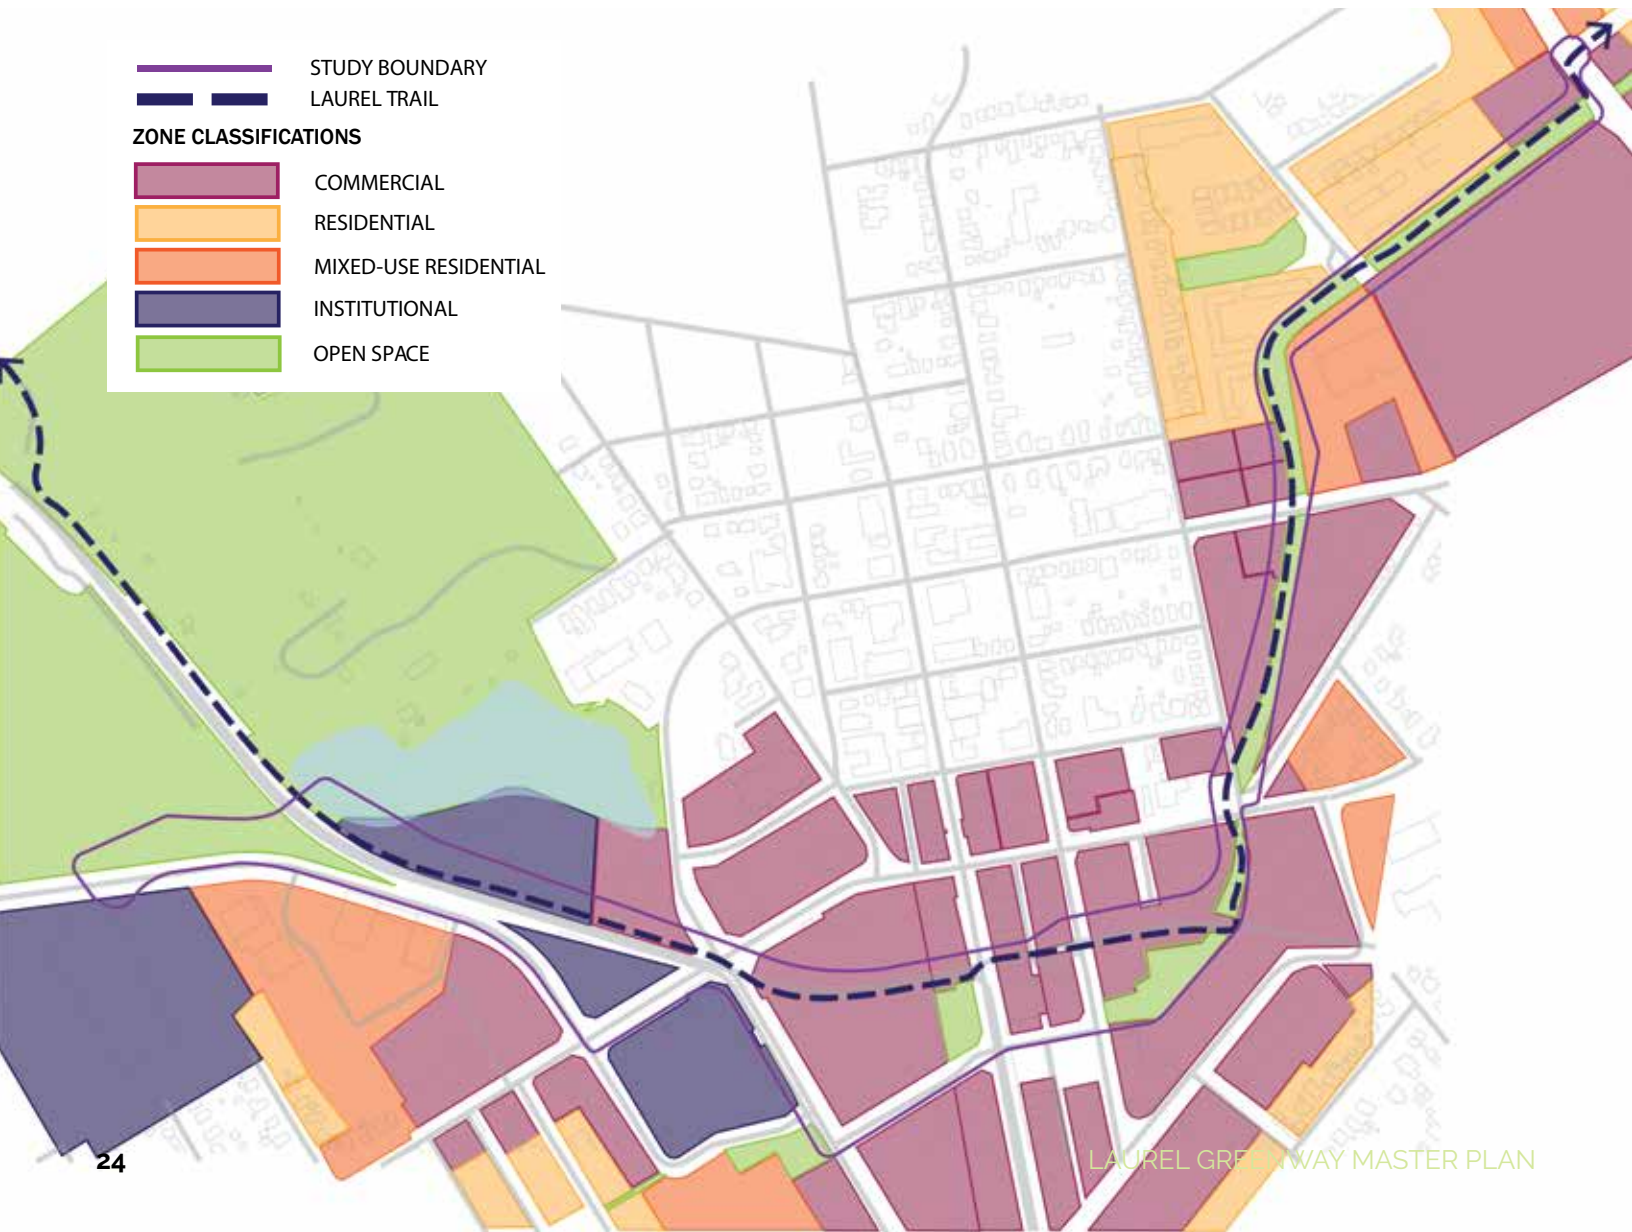 STUDY BOUNDARY
LAUREL TRAIL
ZONE CLASSIFICATIONS
COMMERCIAL
RESIDENTIAL
MIXED-USE RESIDENTIAL
INSTITUTIONAL
OPEN SPACE
24
LAUREL GREENWAY MASTER PLAN